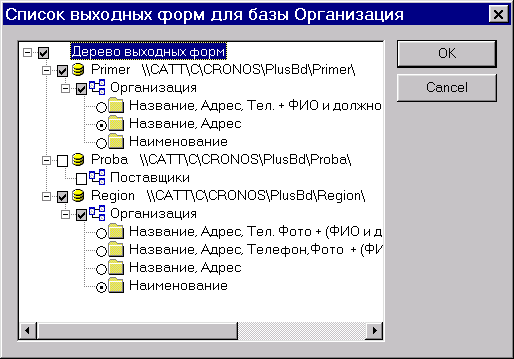 Список выходных форм для базы Организация
Дерево выходных форм
OK
Primer \\CATT\C\CRONOS\PlusBd\Primer\
Cancel
Организация
Название, Адрес, Тел. + ФИО и должно
Название, Адрес
Наименование
Proba \\CATT\C\CRONOS\PlusBd\Proba\
Поставщики
Region \\CATT\C\CRONOS\PlusBd\Region\
Организация
Название, Адрес, Тел. Фото + (ФИО и д
Название, Адрес, Телефон,Фото + (ФИ
Название, Адрес
Наименование